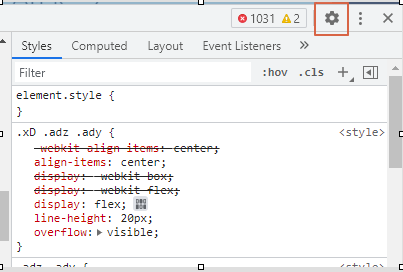 1031 2
Styles Computed Layout Event Listeners »
Filter :hov .cls +
element.style {
}
.xD .adz .ady { <style>
-webkit-align-items: center;
align-items: center;
display: -webkit-box;
display: -webkit-flex;
display: flex;
line-height: 20px;
overflow: visible;
}
.adz .ady { <style>